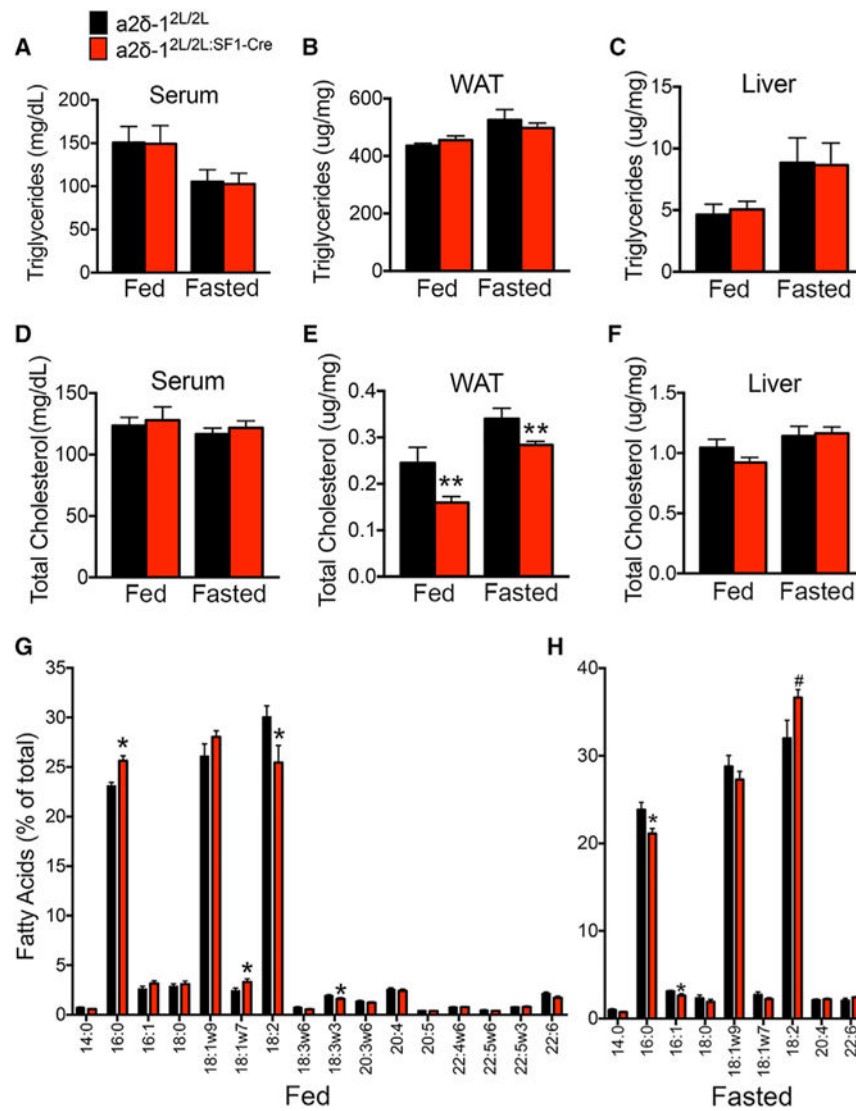 a2δ-1²ᴸ/²ᴸ
a2δ-1²ᴸ/²ᴸ:SF1-Cre
A
Serum
Triglycerides (mg/dL)
200
150
100
50
0
Fed Fasted
B
WAT
Triglycerides (ug/mg)
600
400
200
0
Fed Fasted
C
Liver
Triglycerides (ug/mg)
15
10
5
0
Fed Fasted
D
Serum
Total Cholesterol(mg/dL)
150
100
50
0
Fed Fasted
E
WAT
Total Cholesterol (ug/mg)
0.4
0.3
0.2
0.1
0.0
**
**
Fed Fasted
F
Liver
Total Cholesterol (ug/mg)
1.5
1.0
0.5
0.0
Fed Fasted
G
Fatty Acids (% of total)
35
30
25
20
15
10
5
0
*
*
*
*
14:0 16:0 16:1 18:0 18:1w9 18:1w7 18:2 18:3w6 18:3w3 20:3w6 20:4 20:5 22:4w6 22:5w6 22:5w3 22:6
Fed
H
40
30
20
10
0
*
*
#
14:0 16:0 16:1 18:0 18:1w9 18:1w7 18:2 20:4 22:6
Fasted